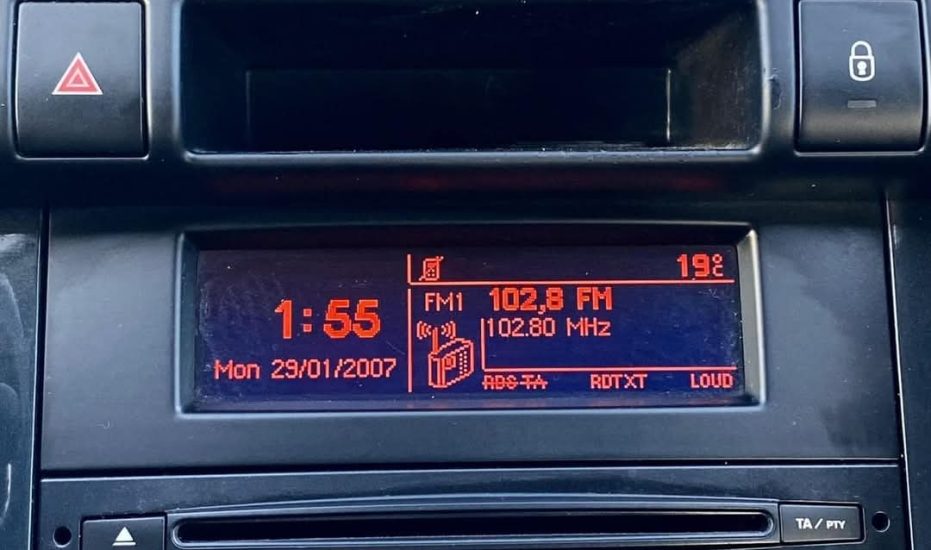 19°C
FM1 102,8 FM
1:55
102.80 MHz
Mon 29/01/2007
RDS TA RDTXT LOUD
TA / PTY